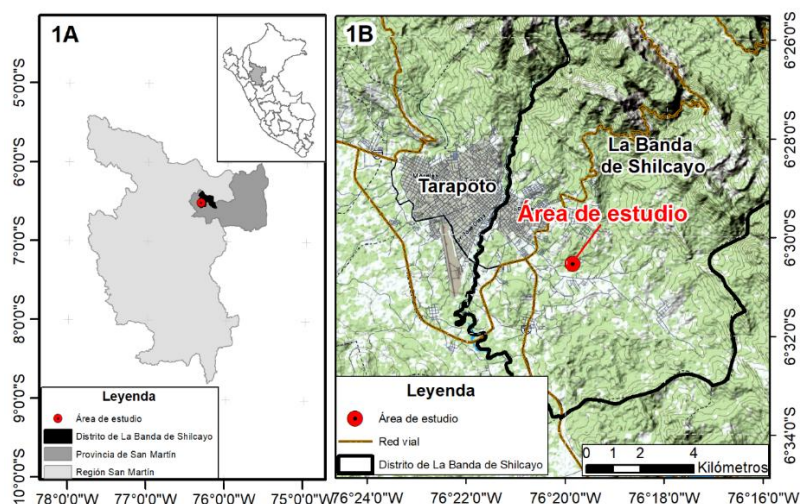 1A
5°0'0"S
6°0'0"S
7°0'0"S
8°0'0"S
9°0'0"S
10°0'0"S
78°0'0"W
77°0'0"W
76°0'0"W
75°0'0"W
Leyenda
Área de estudio
Distrito de La Banda de Shilcayo
Provincia de San Martín
Región San Martín
1B
La Banda
de Shilcayo
Tarapoto
Área de estudio
Leyenda
Área de estudio
Red vial
Distrito de La Banda de Shilcayo
0 1 2 4
Kilómetros
6°26'0"S
6°28'0"S
6°30'0"S
6°32'0"S
6°34'0"S
76°24'0"W
76°22'0"W
76°20'0"W
76°18'0"W
76°16'0"W